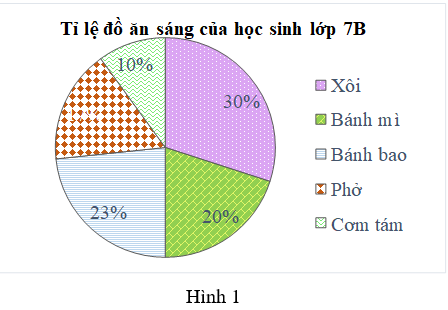 Tỉ lệ đồ ăn sáng của học sinh lớp 7B
10%
30%
20%
23%
Xôi
Bánh mì
Bánh bao
Phở
Cơm tám
Hình 1